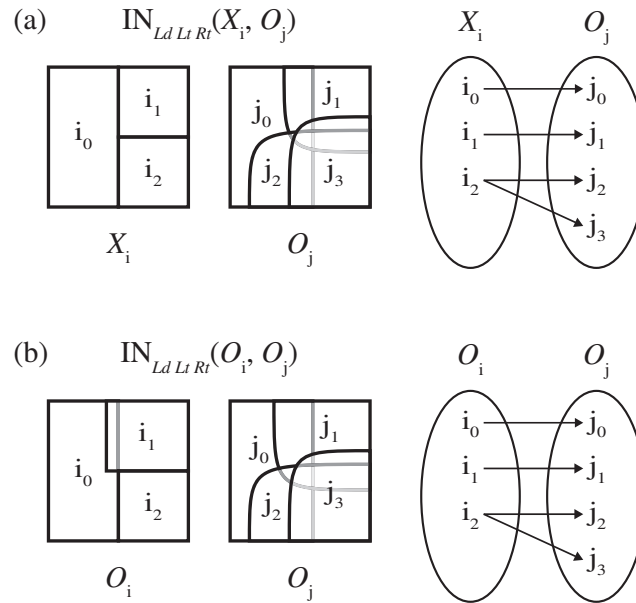 (a) IN_{Ld Lt Rt}(X_i, O_j) X_i O_j
i_0 i_1 i_2
j_0 j_1 j_2 j_3
i_0 j_0
i_1 j_1
i_2 j_2
j_3
X_i O_j
(b) IN_{Ld Lt Rt}(O_i, O_j) O_i O_j
i_0 i_1 i_2
j_0 j_1 j_2 j_3
i_0 j_0
i_1 j_1
i_2 j_2
j_3
O_i O_j